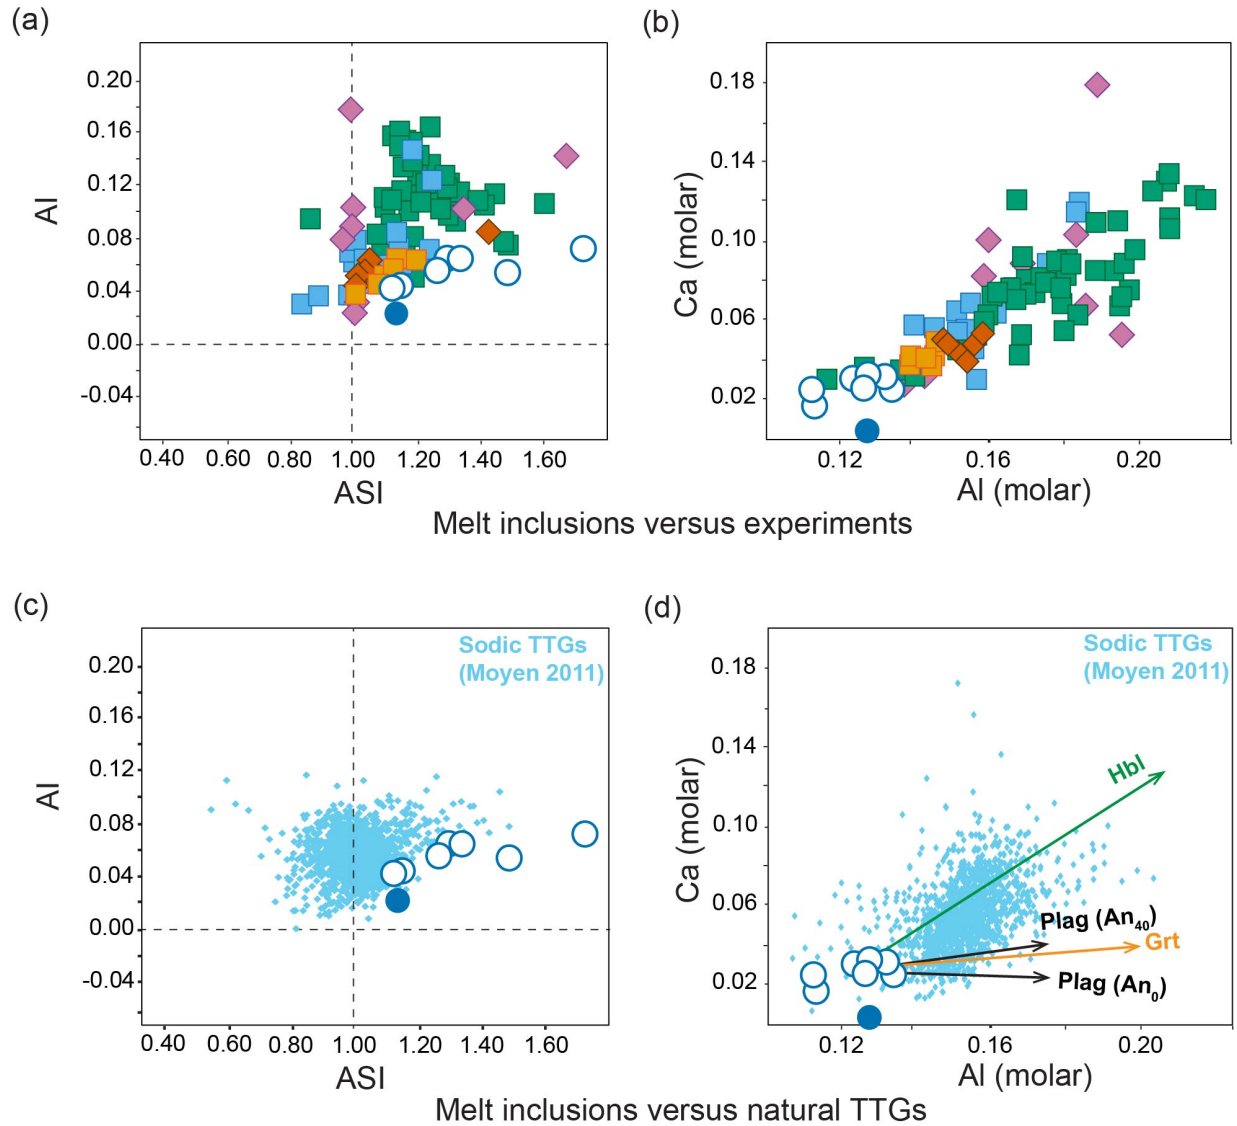 (a)
0.20
0.16
0.12
0.08
0.04
0.00
-0.04
AI
0.40 0.60 0.80 1.00 1.20 1.40 1.60
ASI
(b)
0.18
0.14
0.10
0.06
0.02
Ca (molar)
0.12 0.16 0.20
Al (molar)
Melt inclusions versus experiments
(c)
Sodic TTGs
(Moyen 2011)
0.20
0.16
0.12
0.08
0.04
0.00
-0.04
AI
0.40 0.60 0.80 1.00 1.20 1.40 1.60
ASI
(d)
Sodic TTGs
(Moyen 2011)
0.18
0.14
0.10
0.06
0.02
Ca (molar)
Hbl
Plag (An40)
Grt
Plag (An0)
0.12 0.16 0.20
Al (molar)
Melt inclusions versus natural TTGs